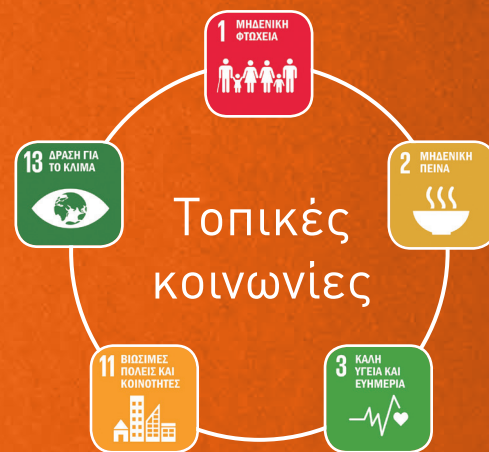 1 ΜΗΔΕΝΙΚΗ
ΦΤΩΧΕΙΑ
13 ΔΡΑΣΗ ΓΙΑ
ΤΟ ΚΛΙΜΑ
2 ΜΗΔΕΝΙΚΗ
ΠΕΙΝΑ
Τοπικές
κοινωνίες
11 ΒΙΩΣΙΜΕΣ
ΠΟΛΕΙΣ ΚΑΙ
ΚΟΙΝΟΤΗΤΕΣ
3 ΚΑΛΗ
ΥΓΕΙΑ ΚΑΙ
ΕΥΗΜΕΡΙΑ